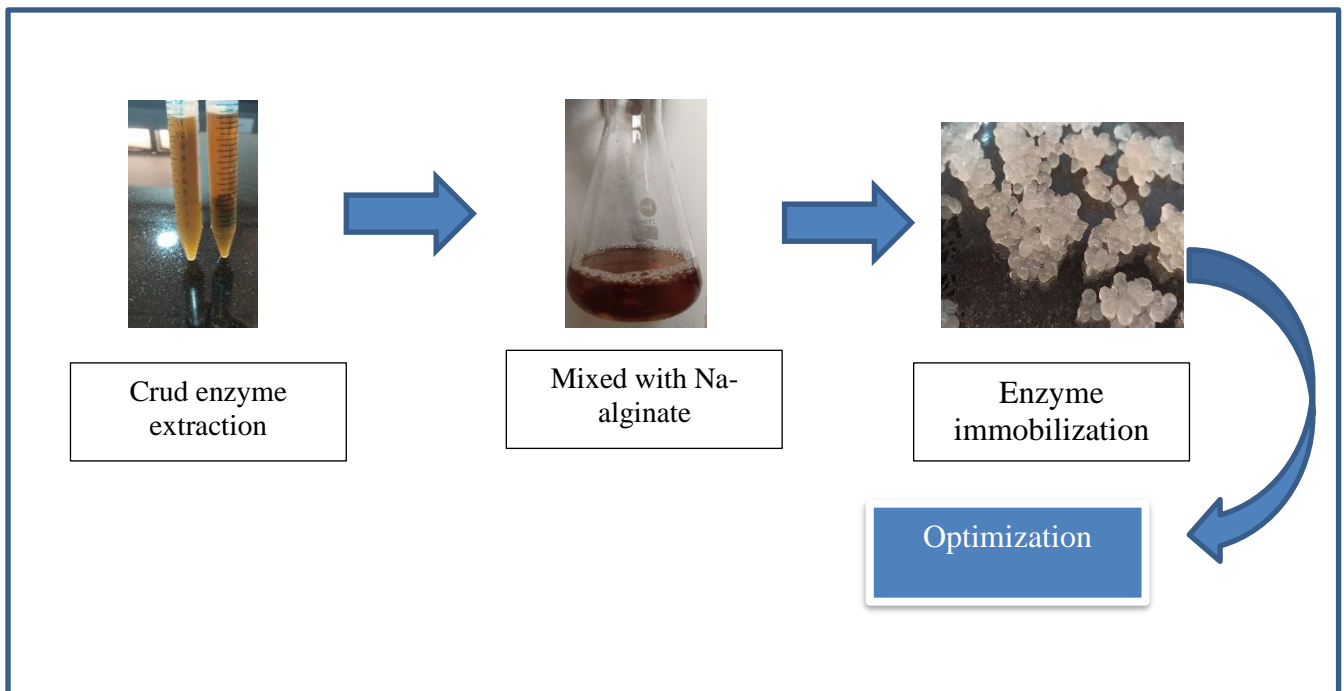 Crud enzyme
extraction
Mixed with Na-
alginate
Enzyme
immobilization
Optimization